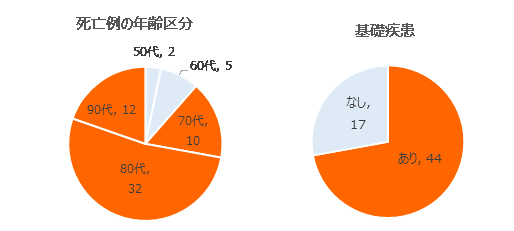 死亡例の年齢区分
50代, 2
60代, 5
70代,
10
80代,
32
90代, 12
基礎疾患
なし,
17
あり, 44